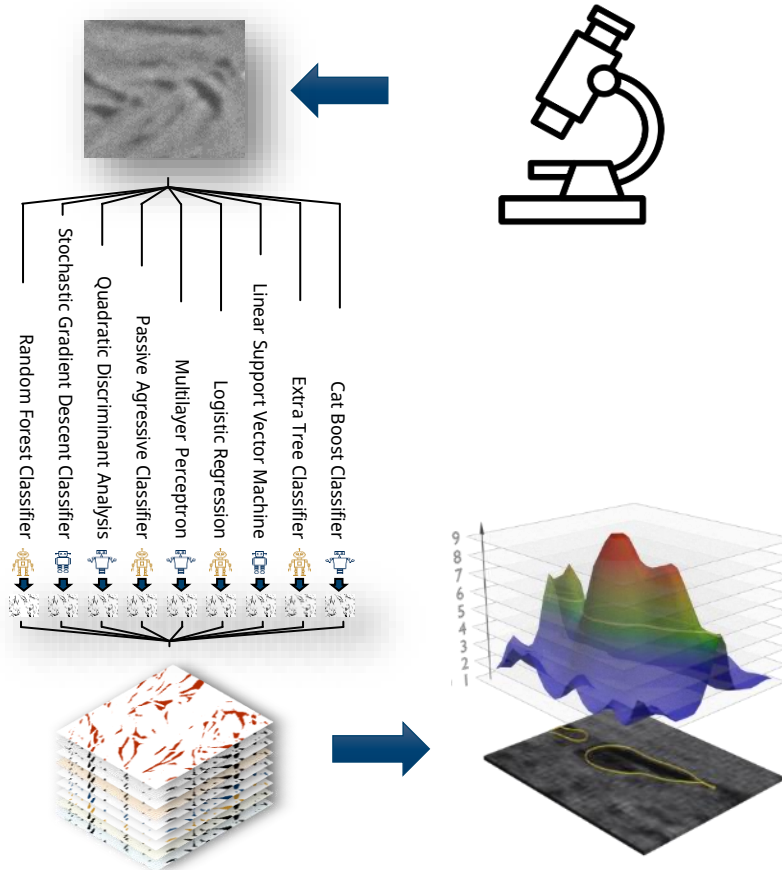 Random Forest Classifier
Stochastic Gradient Descent Classifier
Quadratic Discriminant Analysis
Passive Agressive Classifier
Multilayer Perceptron
Logistic Regression
Linear Support Vector Machine
Extra Tree Classifier
Cat Boost Classifier
9
8
7
6
5
4
3
2
1